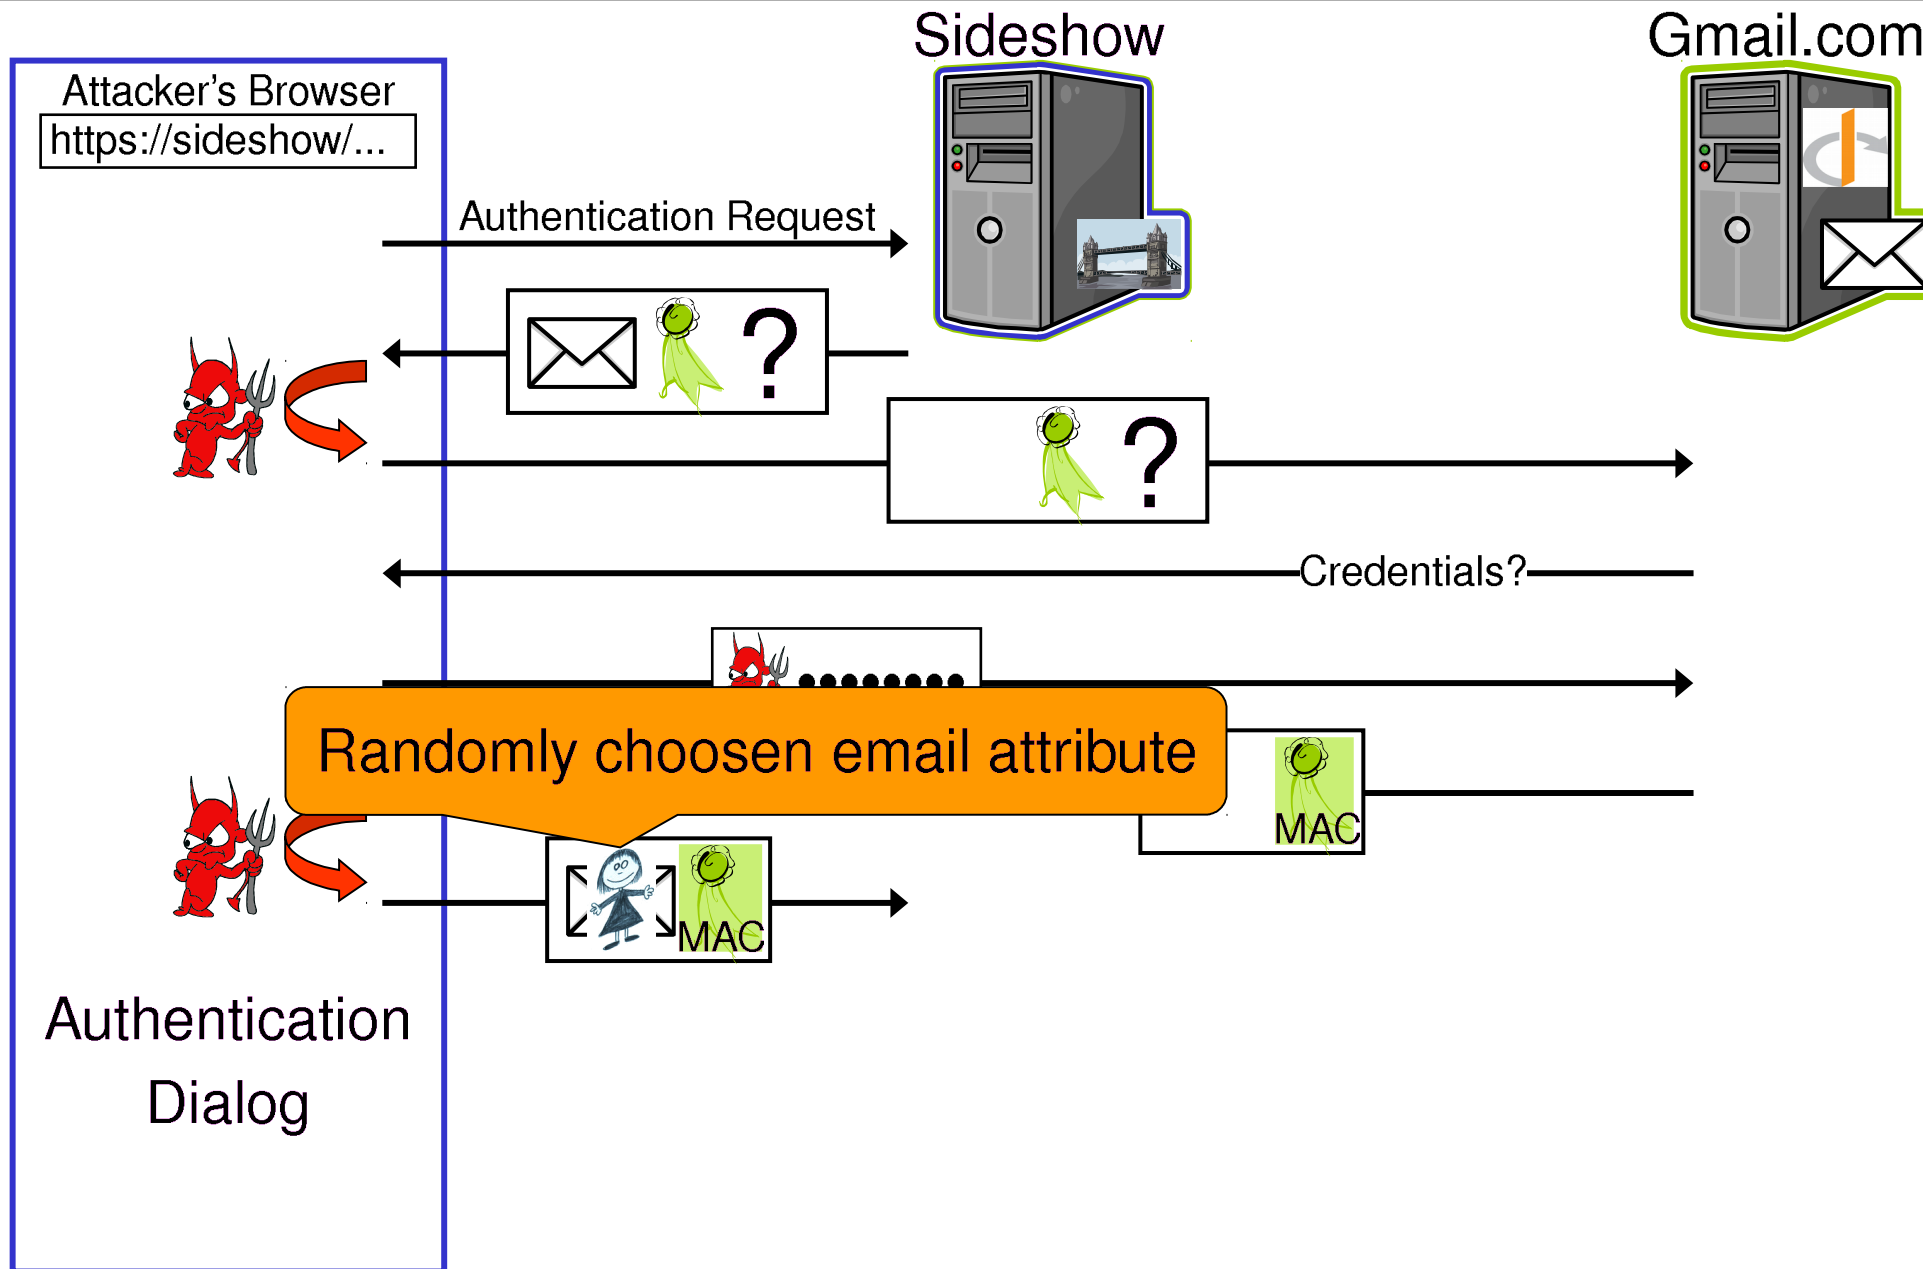 Sideshow
Gmail.com
Attacker's Browser
https://sideshow/...
Authentication Request
?
?
Credentials?
Randomly choosen email attribute
MAC
MAC
Authentication
Dialog